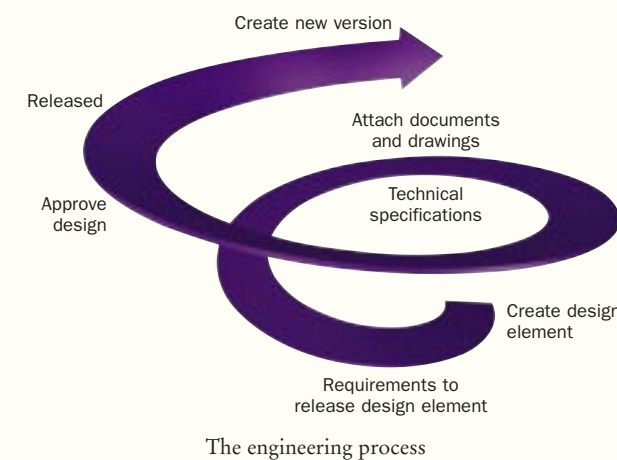 Create new version
Released
Attach documents
and drawings
Technical
specifications
Approve
design
Create design
element
Requirements to
release design element
The engineering process